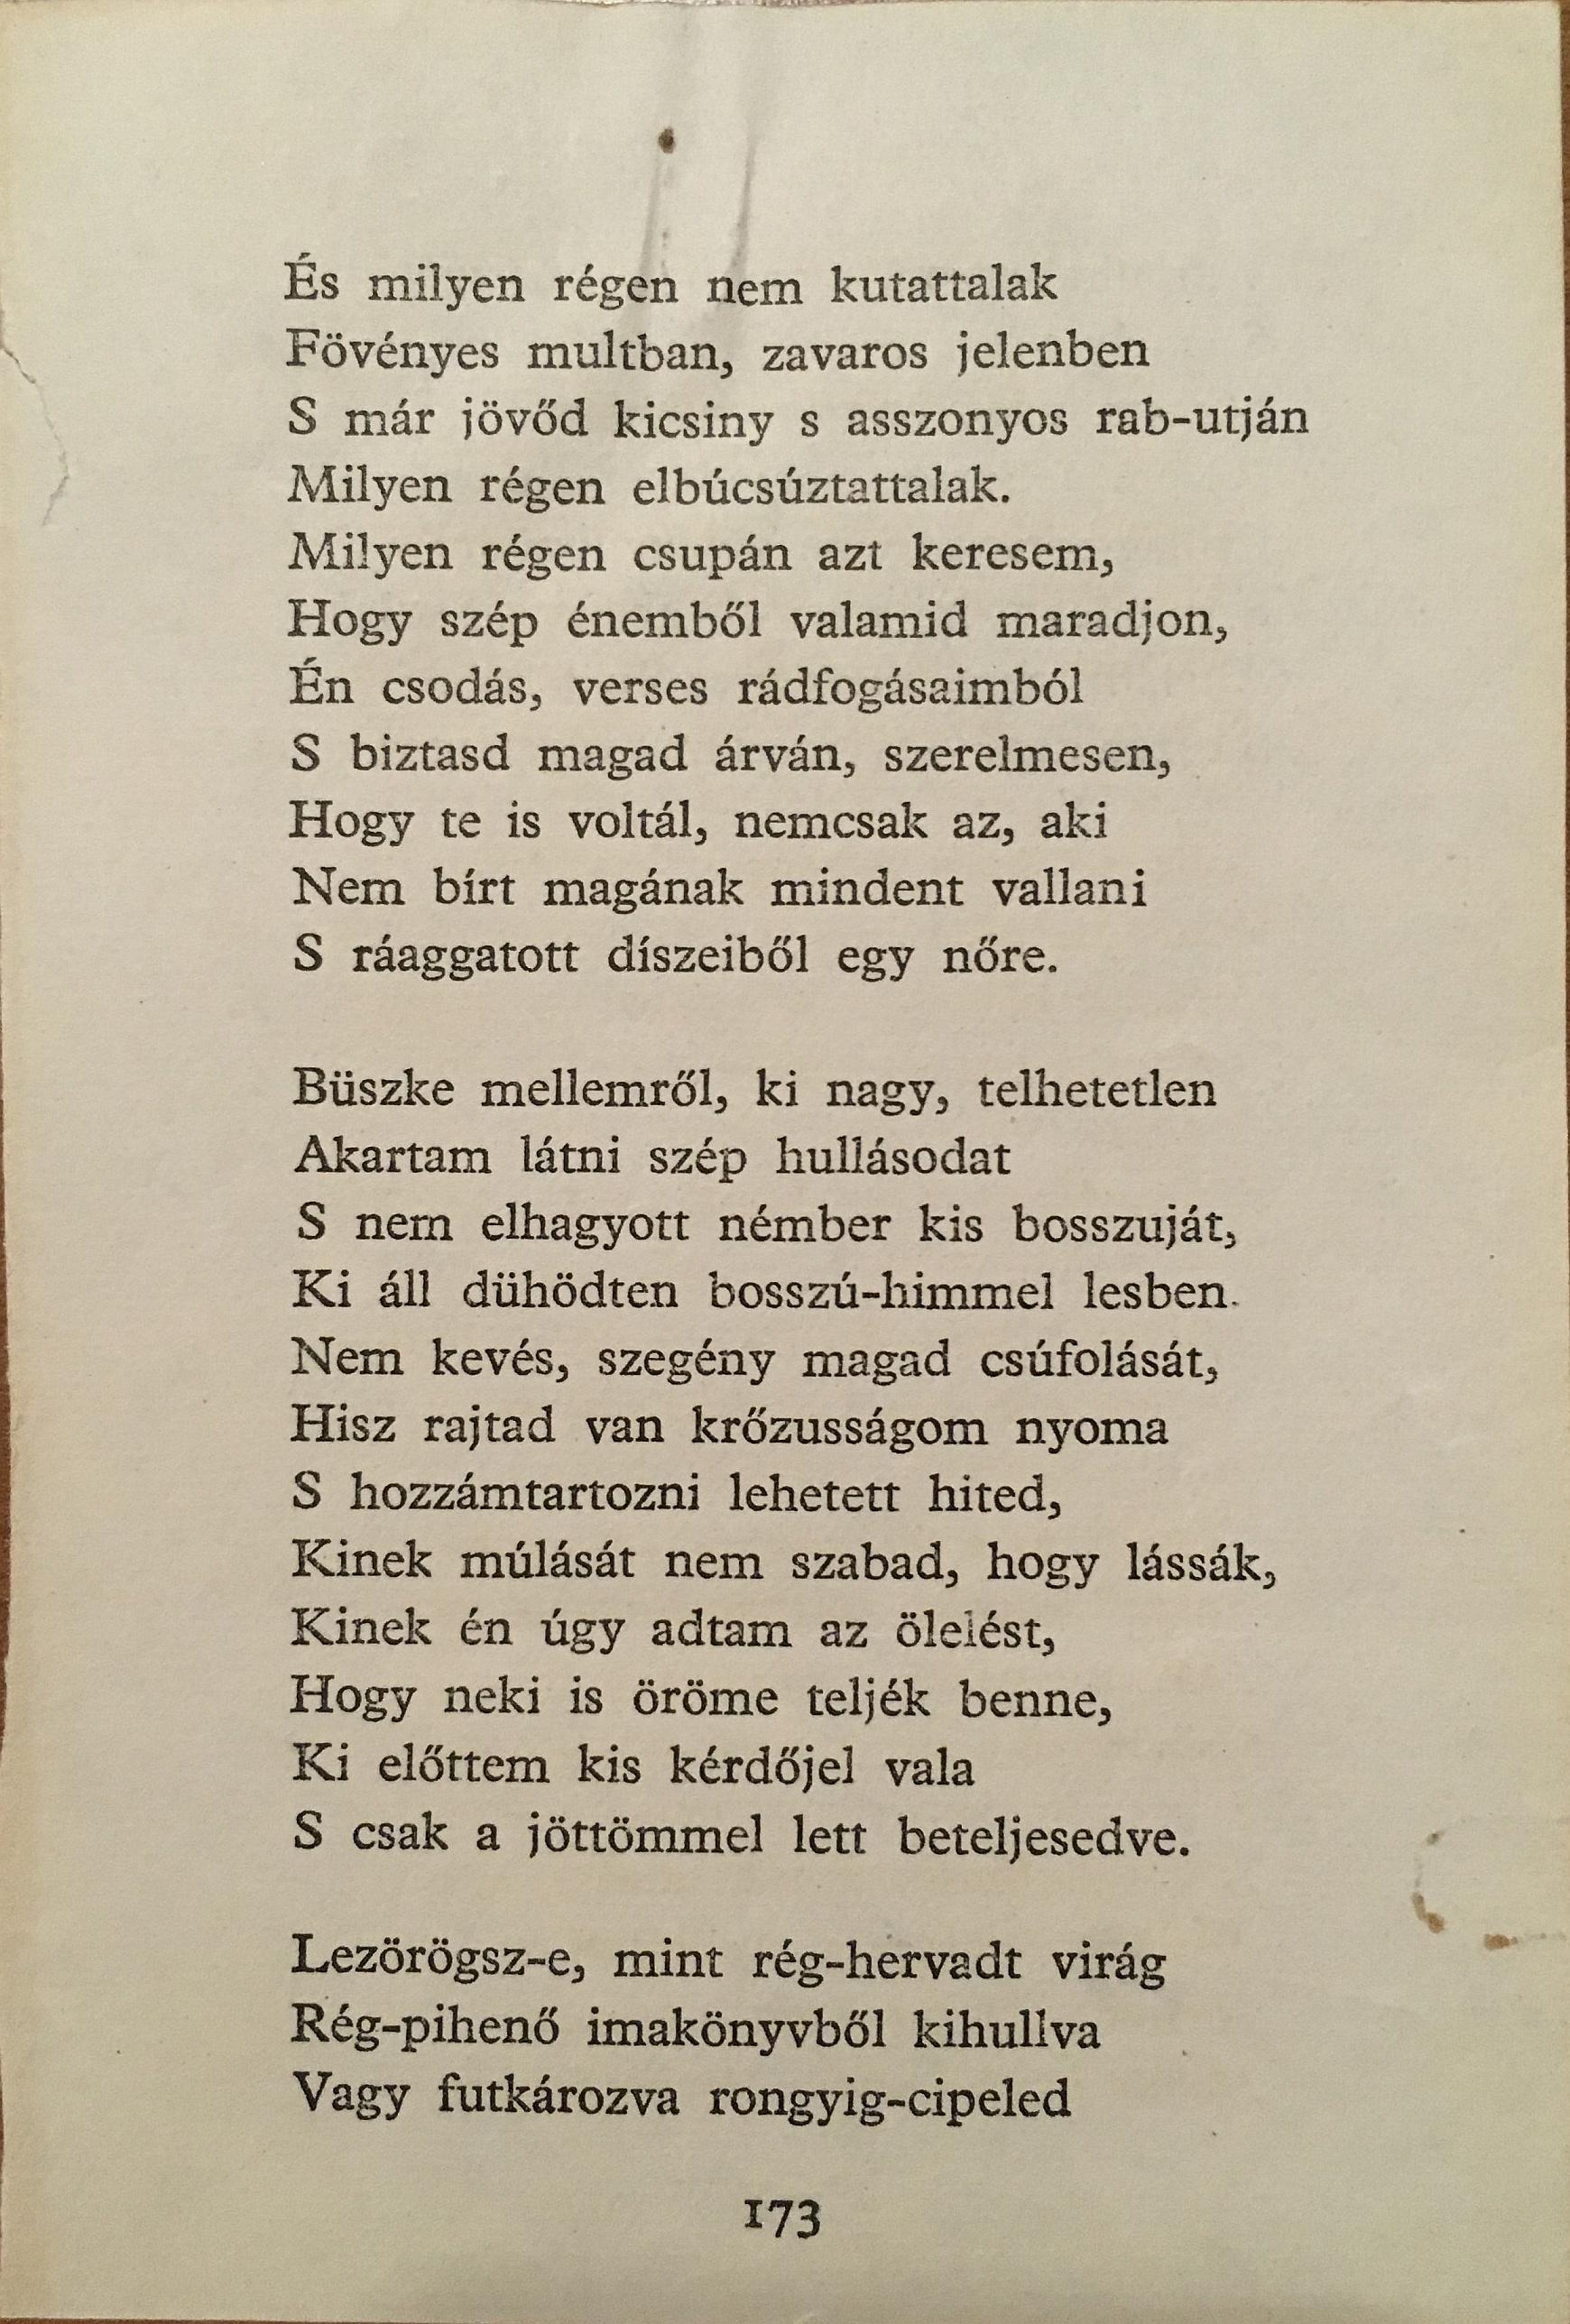 És milyen régen nem kutattalak
Fövényes multban, zavaros jelenben
S már jövőd kicsiny s asszonyos rab-utján
Milyen régen elbúcsúztattalak.
Milyen régen csupán azt keresem,
Hogy szép énemből valamid maradjon,
Én csodás, verses rádfogásaimból
S biztasd magad árván, szerelmesen,
Hogy te is voltál, nemcsak az, aki
Nem bírt magának mindent vallani
S ráaggatott díszeiből egy nőre.
Büszke mellemről, ki nagy, telhetetlen
Akartam látni szép hullásodat
S nem elhagyott némber kis bosszuját,
Ki áll dühödten bosszú-himmel lesben.
Nem kevés, szegény magad csúfolását,
Hisz rajtad van krőzusságom nyoma
S hozzámtartozni lehetett hited,
Kinek múlását nem szabad, hogy lássák,
Kinek én úgy adtam az ölelést,
Hogy neki is öröme teljék benne,
Ki előttem kis kérdőjel vala
S csak a jöttömmel lett beteljesedve.
Lezörögsz-e, mint rég-hervadt virág
Rég-pihenő imakönyvből kihullva
Vagy futkározva rongyig-cipeled
173